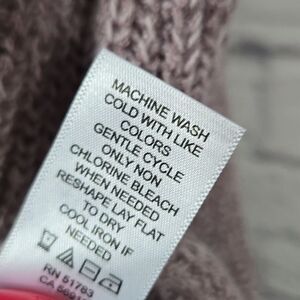 MACHINE WASH
COLD WITH LIKE
COLORS
GENTLE CYCLE
ONLY NON
CHLORINE BLEACH
WHEN NEEDED
RESHAPE LAY FLAT
TO DRY
COOL IRON IF
NEEDED
RN 51783
CA